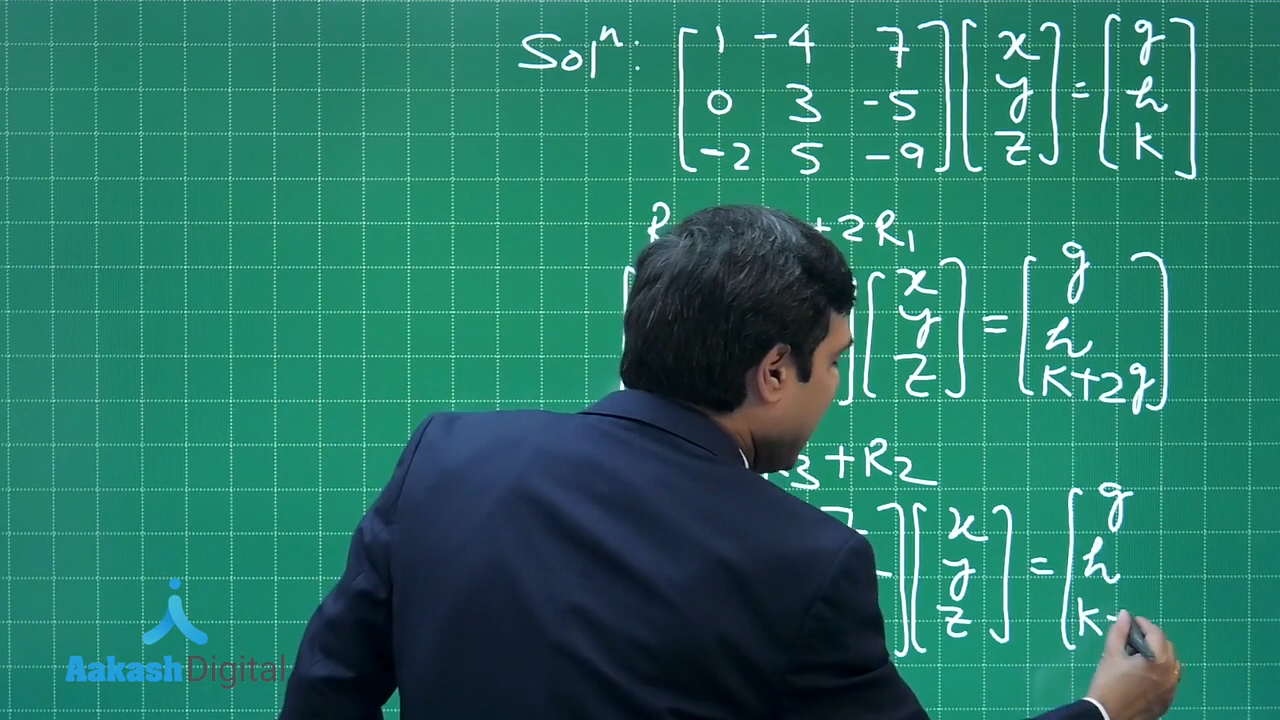 Solⁿ: [1 -4 7] [x] = [g]
[0 3 -5] [y] [h]
[-2 5 -9] [z] [k]
R +2R₁
[x] = [g]
[y] [h]
[z] [k+2g]
3+R₂
[x] = [g
[y] [h
[z] [k
Aakash Digital